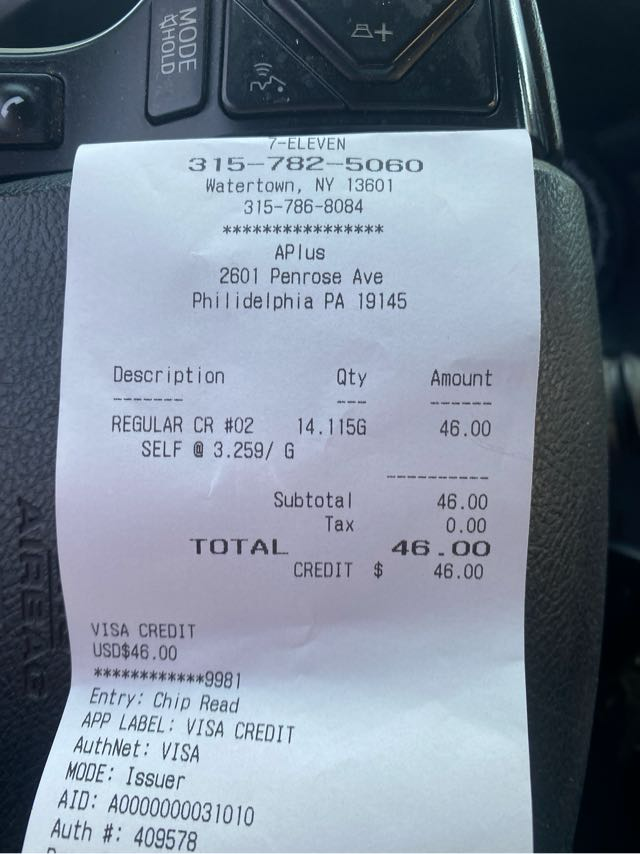 MODE
HOLD
+
7-ELEVEN
315-782-5060
Watertown, NY 13601
315-786-8084
****************
APlus
2601 Penrose Ave
Philidelphia PA 19145
Description Qty Amount
------- --- ------
REGULAR CR #02 14.115G 46.00
SELF @ 3.259/ G
----------
Subtotal 46.00
Tax 0.00
TOTAL 46.00
CREDIT $ 46.00
VISA CREDIT
USD$46.00
************9981
Entry: Chip Read
APP LABEL: VISA CREDIT
AuthNet: VISA
MODE: Issuer
AID: A0000000031010
Auth #: 409578
AIRBAG